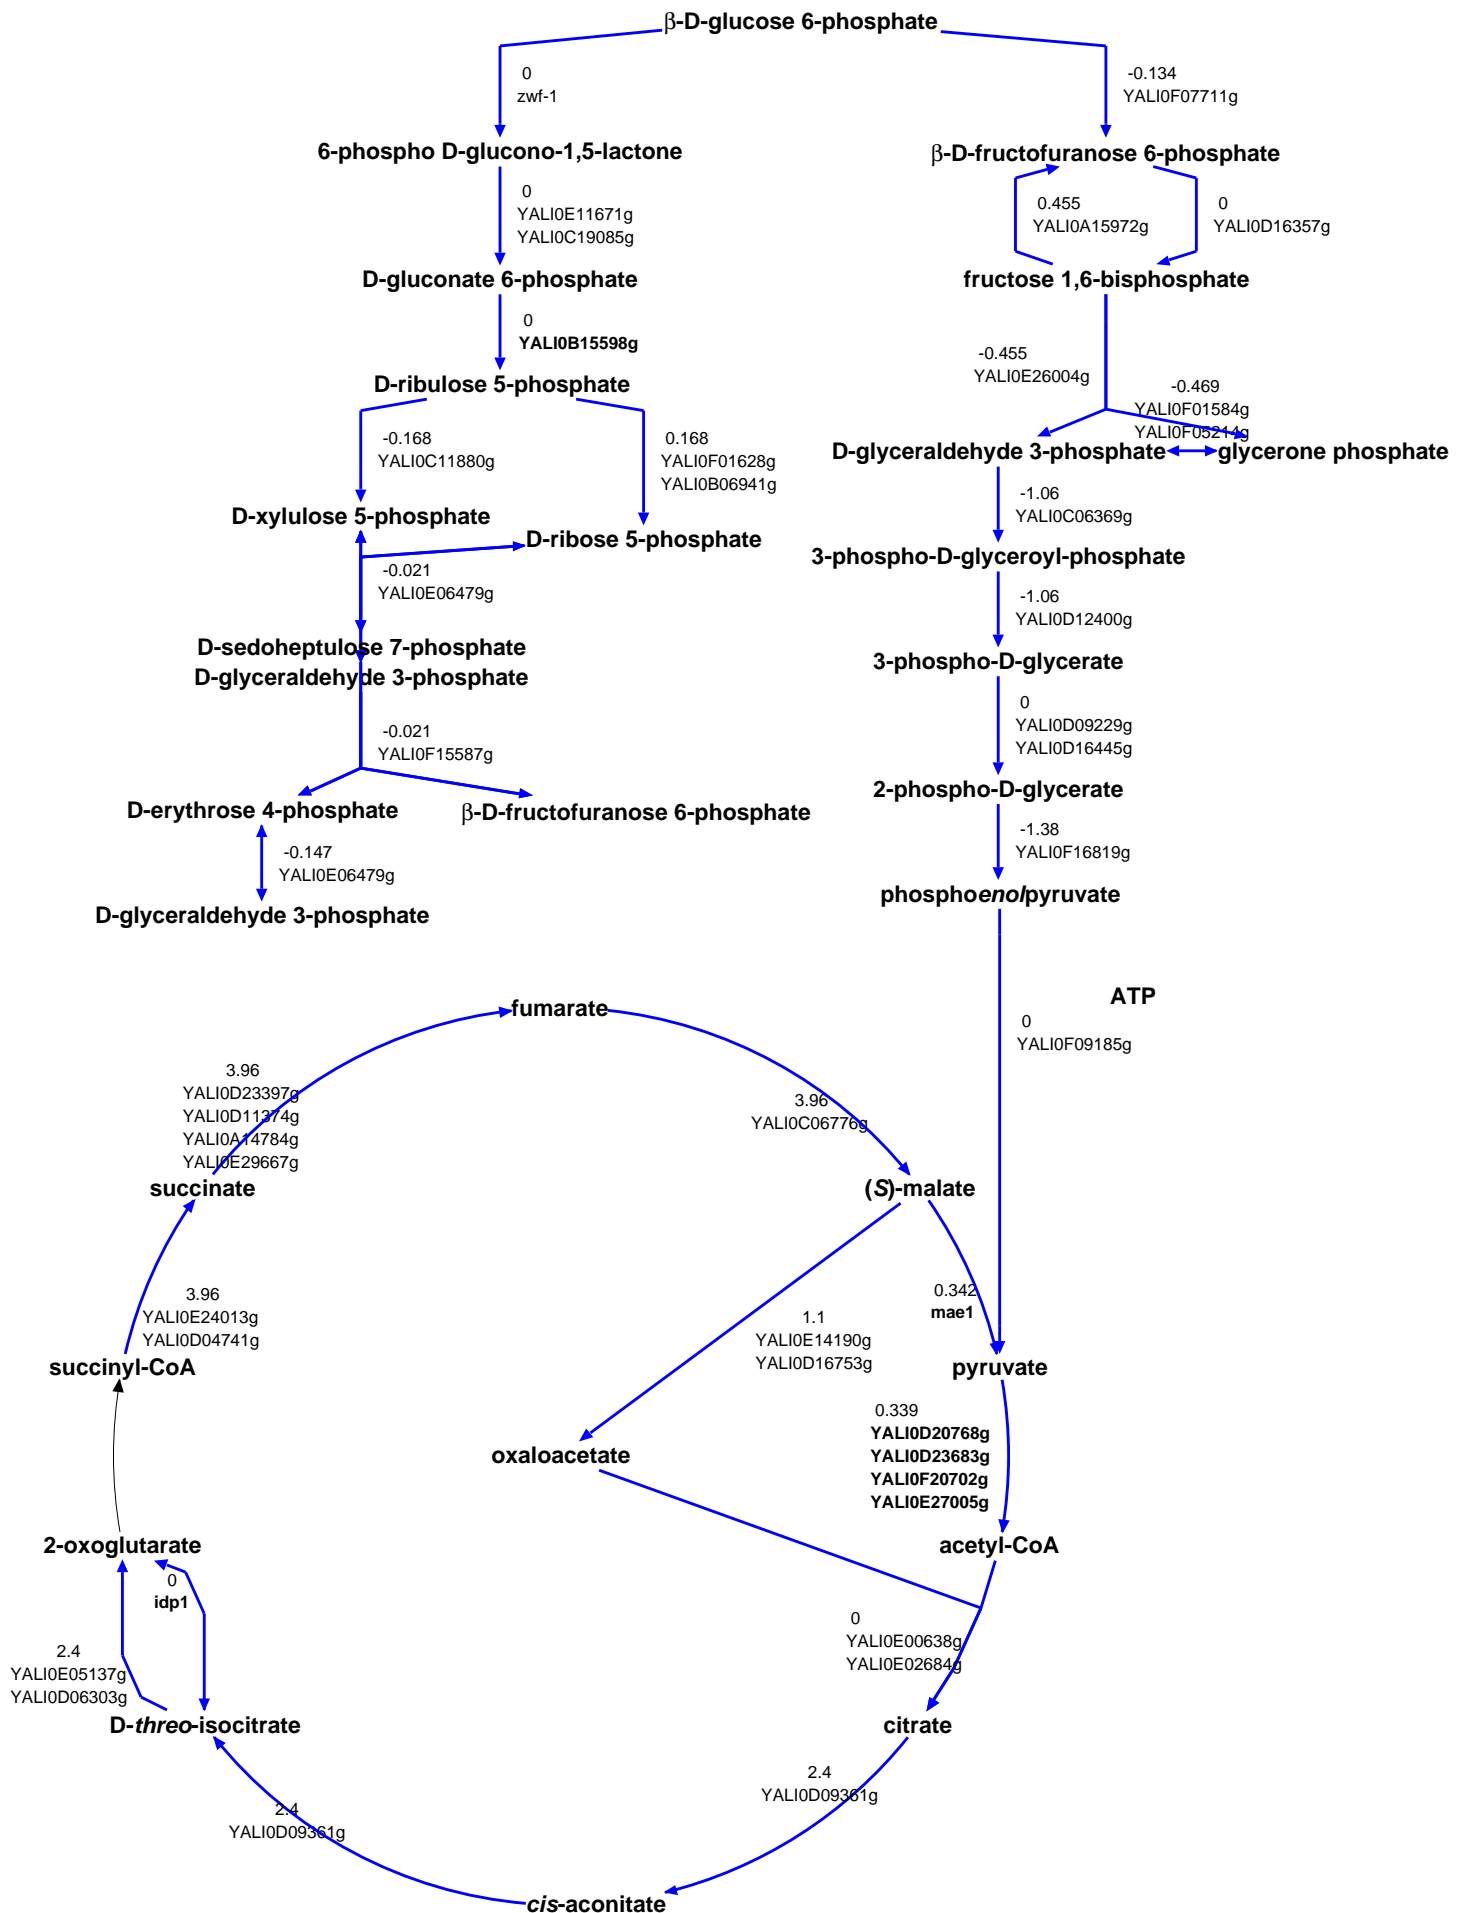 β-D-glucose 6-phosphate
0
zwf-1
-0.134
YALI0F07711g
6-phospho D-glucono-1,5-lactone
β-D-fructofuranose 6-phosphate
0
YALI0E11671g
YALI0C19085g
0.455
YALI0A15972g
0
YALI0D16357g
D-gluconate 6-phosphate
fructose 1,6-bisphosphate
0
YALI0B15598g
-0.455
YALI0E26004g
D-ribulose 5-phosphate
-0.469
YALI0F01584g
YALI0F05214g
-0.168
YALI0C11880g
0.168
YALI0F01628g
YALI0B06941g
D-glyceraldehyde 3-phosphate
glycerone phosphate
-1.06
YALI0C06369g
D-xylulose 5-phosphate
D-ribose 5-phosphate
3-phospho-D-glyceroyl-phosphate
-0.021
YALI0E06479g
-1.06
YALI0D12400g
D-sedoheptulose 7-phosphate
D-glyceraldehyde 3-phosphate
3-phospho-D-glycerate
0
YALI0D09229g
YALI0D16445g
-0.021
YALI0F15587g
2-phospho-D-glycerate
D-erythrose 4-phosphate
β-D-fructofuranose 6-phosphate
-1.38
YALI0F16819g
-0.147
YALI0E06479g
phosphoenolpyruvate
D-glyceraldehyde 3-phosphate
ATP
fumarate
0
YALI0F09185g
3.96
YALI0D23397g
YALI0D11374g
YALI0A14784g
YALI0E29667g
3.96
YALI0C06776g
succinate
(S)-malate
3.96
YALI0E24013g
YALI0D04741g
0.342
mae1
1.1
YALI0E14190g
YALI0D16753g
succinyl-CoA
pyruvate
0.339
YALI0D20768g
YALI0D23683g
YALI0F20702g
YALI0E27005g
oxaloacetate
2-oxoglutarate
acetyl-CoA
0
idp1
0
YALI0E00638g
YALI0E02684g
2.4
YALI0E05137g
YALI0D06303g
D-threo-isocitrate
citrate
2.4
YALI0D09361g
2.4
YALI0D09361g
cis-aconitate